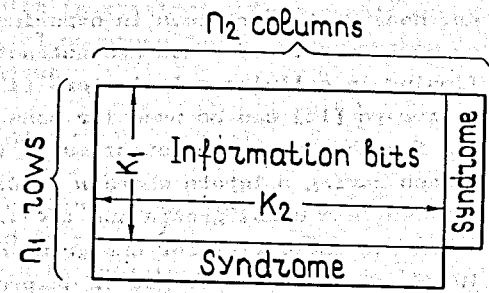 n₂ columns
n₁ rows
K₁
Information bits
K₂
Syndrome
Syndrome